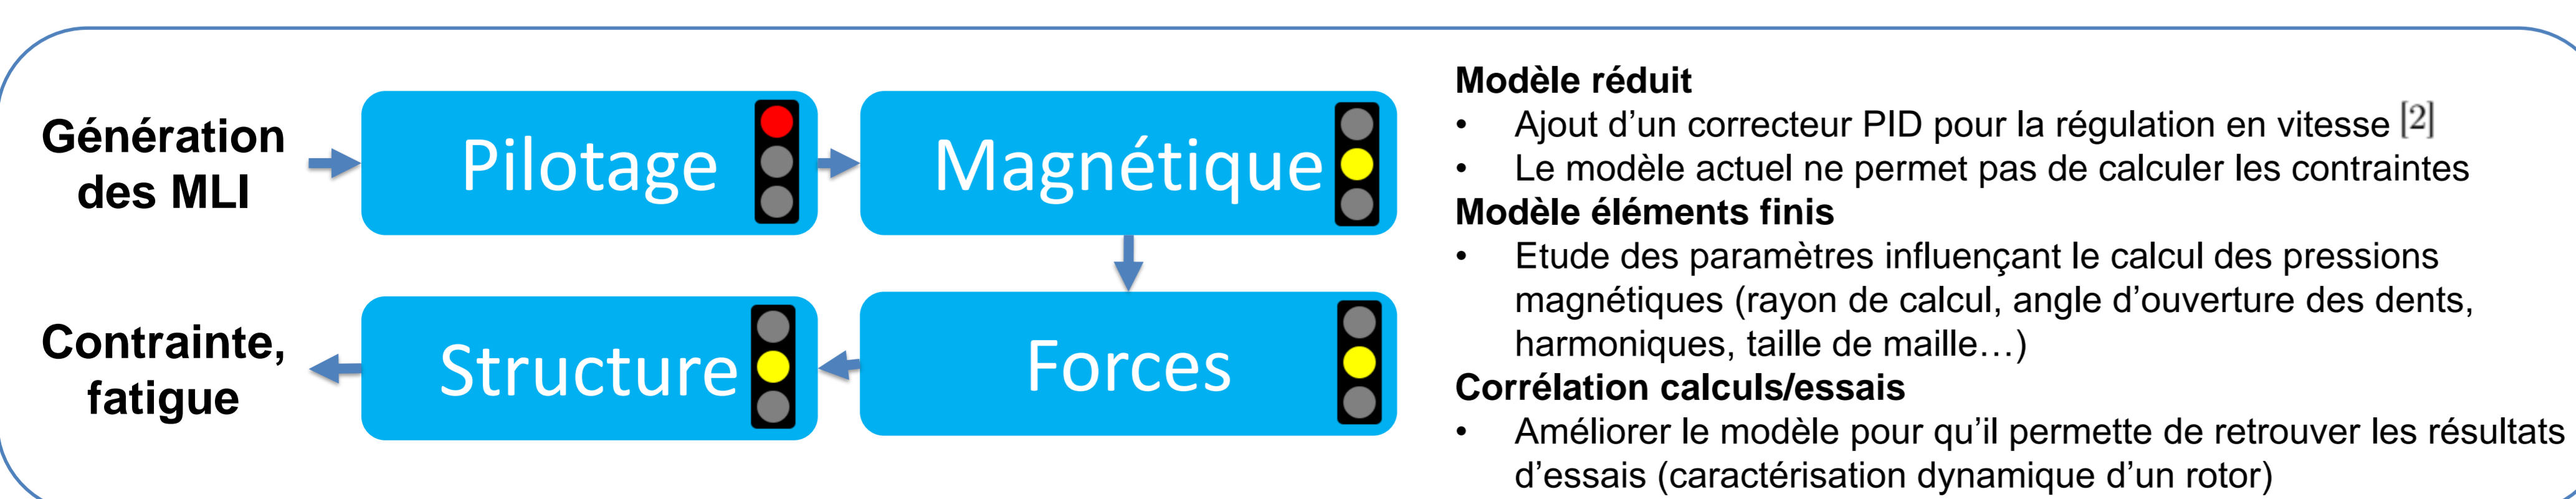 Génération
des MLI
Pilotage
Magnétique
Contrainte,
fatigue
Structure
Forces
Modèle réduit
• Ajout d'un correcteur PID pour la régulation en vitesse [2]
• Le modèle actuel ne permet pas de calculer les contraintes
Modèle éléments finis
• Etude des paramètres influençant le calcul des pressions
magnétiques (rayon de calcul, angle d'ouverture des dents,
harmoniques, taille de maille…)
Corrélation calculs/essais
• Améliorer le modèle pour qu'il permette de retrouver les résultats
d'essais (caractérisation dynamique d'un rotor)